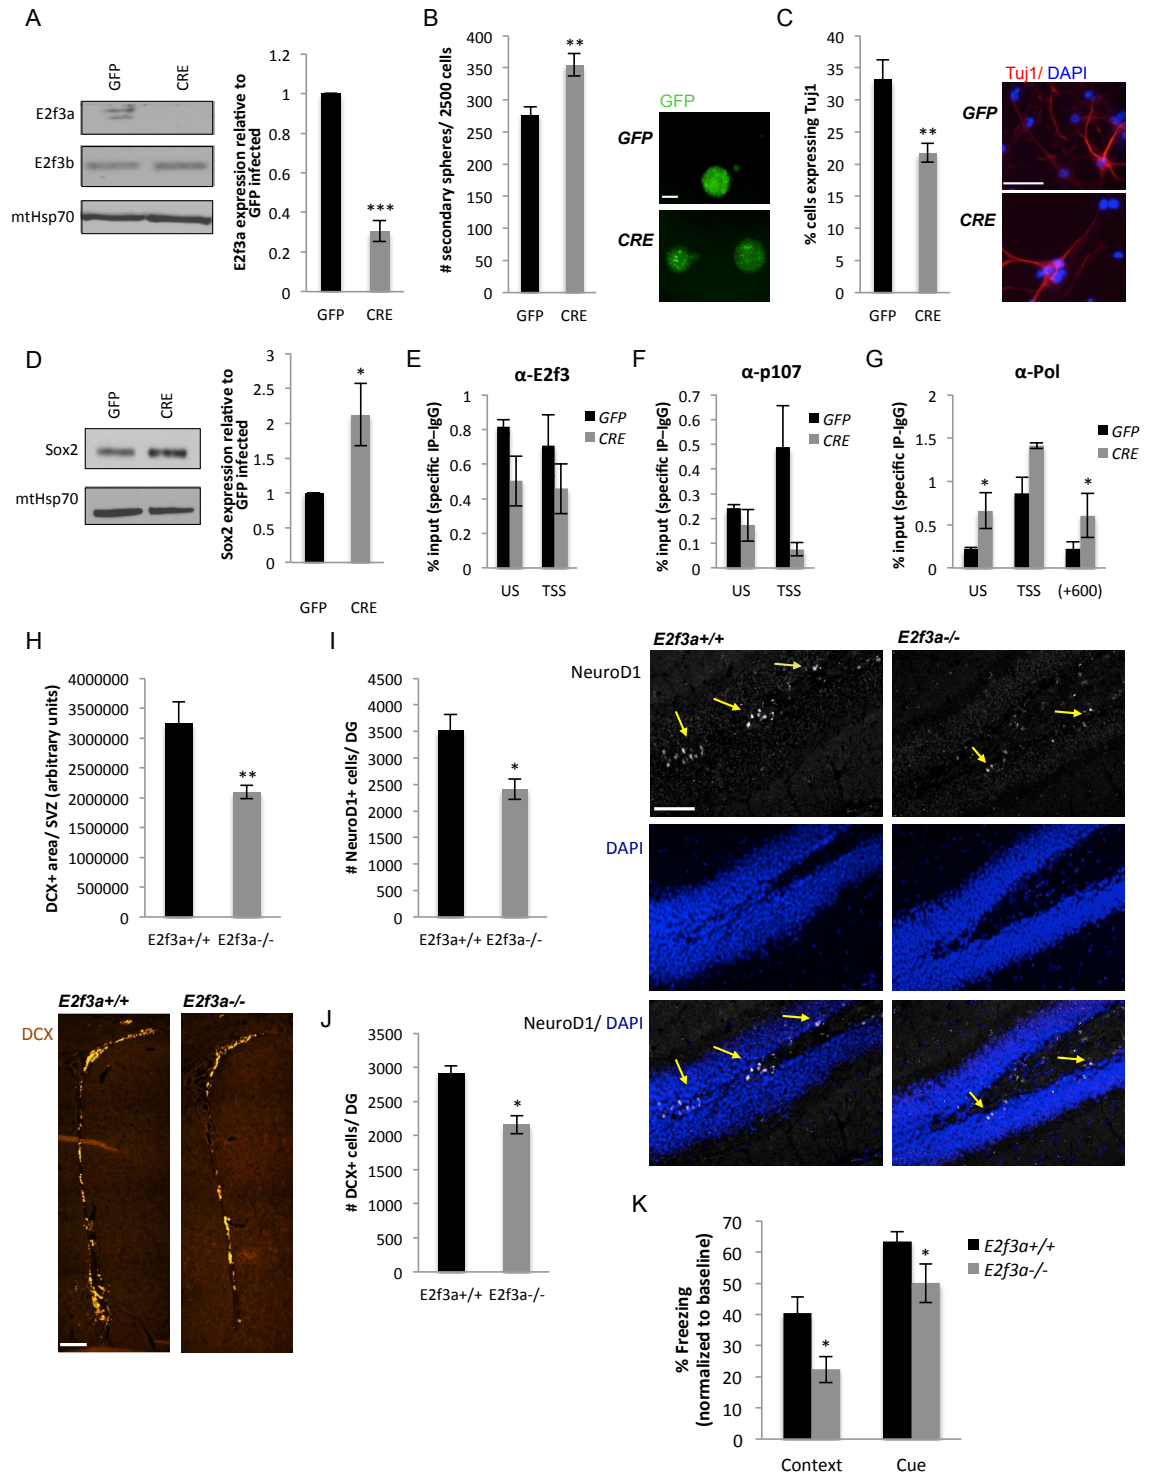 A
GFP
CRE
E2f3a
E2f3b
mtHsp70
E2f3a expression relative to
GFP infected
1.2
1
0.8
0.6
0.4
0.2
0
***
GFP CRE
B
# secondary spheres/ 2500 cells
400
350
300
250
200
150
100
50
0
**
GFP CRE
GFP
GFP
CRE
C
% cells expressing Tuj1
40
35
30
25
20
15
10
5
0
**
GFP CRE
Tuj1/ DAPI
GFP
CRE
D
GFP
CRE
Sox2
mtHsp70
Sox2 expression relative to
GFP infected
3
2.5
2
1.5
1
0.5
0
*
GFP CRE
E
α-E2f3
% input (specific IP–IgG)
1
0.8
0.6
0.4
0.2
0
GFP
CRE
US TSS
F
α-p107
% input (specific IP–IgG)
0.7
0.6
0.5
0.4
0.3
0.2
0.1
0
GFP
CRE
US TSS
G
α-Pol
% input (specific IP-IgG)
2
1.5
1
0.5
0
* *
GFP
CRE
US TSS (+600)
H
DCX+ area/ SVZ (arbitrary units)
4000000
3500000
3000000
2500000
2000000
1500000
1000000
500000
0
**
E2f3a+/+ E2f3a-/-
E2f3a+/+ E2f3a-/-
DCX
I
# NeuroD1+ cells/ DG
4500
4000
3500
3000
2500
2000
1500
1000
500
0
*
E2f3a+/+ E2f3a-/-
E2f3a+/+ E2f3a-/-
NeuroD1
DAPI
NeuroD1/ DAPI
J
# DCX+ cells/ DG
3500
3000
2500
2000
1500
1000
500
0
*
E2f3a+/+ E2f3a-/-
K
% Freezing
(normalized to baseline)
70
60
50
40
30
20
10
0
*
*
E2f3a+/+
E2f3a-/-
Context Cue